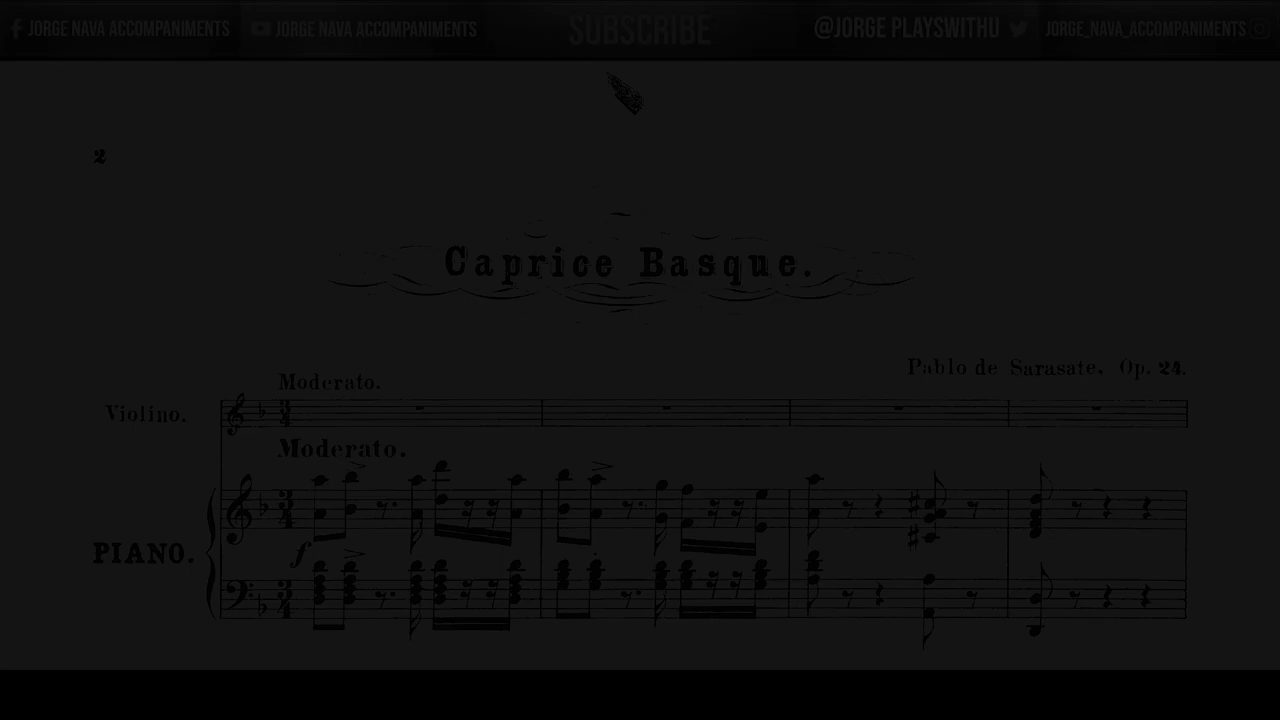 JORGE NAVA ACCOMPANIMENTS JORGE NAVA ACCOMPANIMENTS SUBSCRIBE @JORGE PLAYSWITHU JORGE_NAVA_ACCOMPANIMENTS
2
Caprice Basque.
Pablo de Sarasate. Op. 24.
Moderato.
Violino.
Moderato.
PIANO.
f